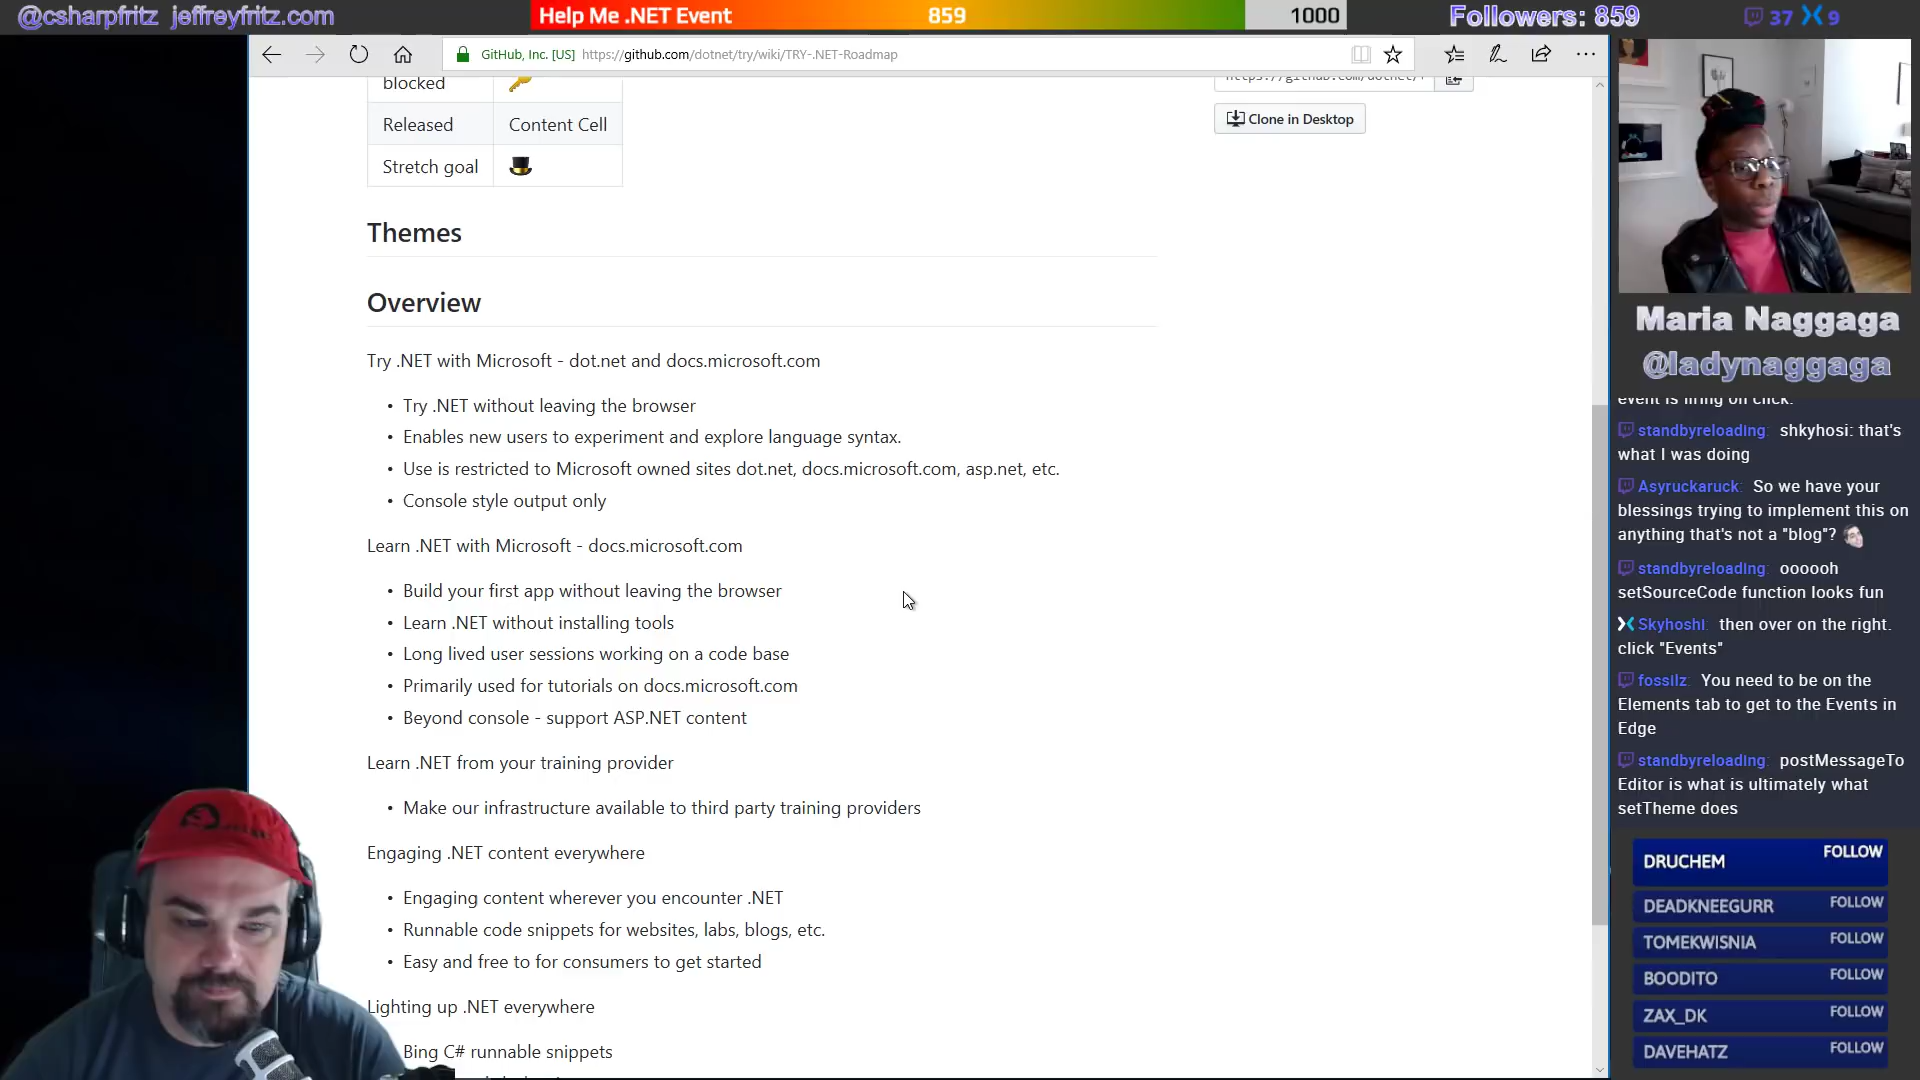 @csharpfritz jeffreyfritz.com
Help Me .NET Event 859 1000
Followers: 859
37 9
GitHub, Inc. [US] https://github.com/dotnet/try/wiki/TRY-.NET-Roadmap
blocked
Released Content Cell
Stretch goal
https://github.com/dotnet/
Clone in Desktop
Themes
Overview
Try .NET with Microsoft - dot.net and docs.microsoft.com
• Try .NET without leaving the browser
• Enables new users to experiment and explore language syntax.
• Use is restricted to Microsoft owned sites dot.net, docs.microsoft.com, asp.net, etc.
• Console style output only
Learn .NET with Microsoft - docs.microsoft.com
• Build your first app without leaving the browser
• Learn .NET without installing tools
• Long lived user sessions working on a code base
• Primarily used for tutorials on docs.microsoft.com
• Beyond console - support ASP.NET content
Learn .NET from your training provider
• Make our infrastructure available to third party training providers
Engaging .NET content everywhere
• Engaging content wherever you encounter .NET
• Runnable code snippets for websites, labs, blogs, etc.
• Easy and free to for consumers to get started
Lighting up .NET everywhere
Bing C# runnable snippets
Maria Naggaga
@ladynaggaga
event is firing on click.
standbyreloading: shkyhosi: that's
what I was doing
Asyruckaruck: So we have your
blessings trying to implement this on
anything that's not a "blog"?
standbyreloading: oooooh
setSourceCode function looks fun
Skyhoshi: then over on the right.
click "Events"
fossilz: You need to be on the
Elements tab to get to the Events in
Edge
standbyreloading: postMessageTo
Editor is what is ultimately what
setTheme does
DRUCHEM FOLLOW
DEADKNEEGURR FOLLOW
TOMEKWISNIA FOLLOW
BOODITO FOLLOW
ZAX_DK FOLLOW
DAVEHATZ FOLLOW